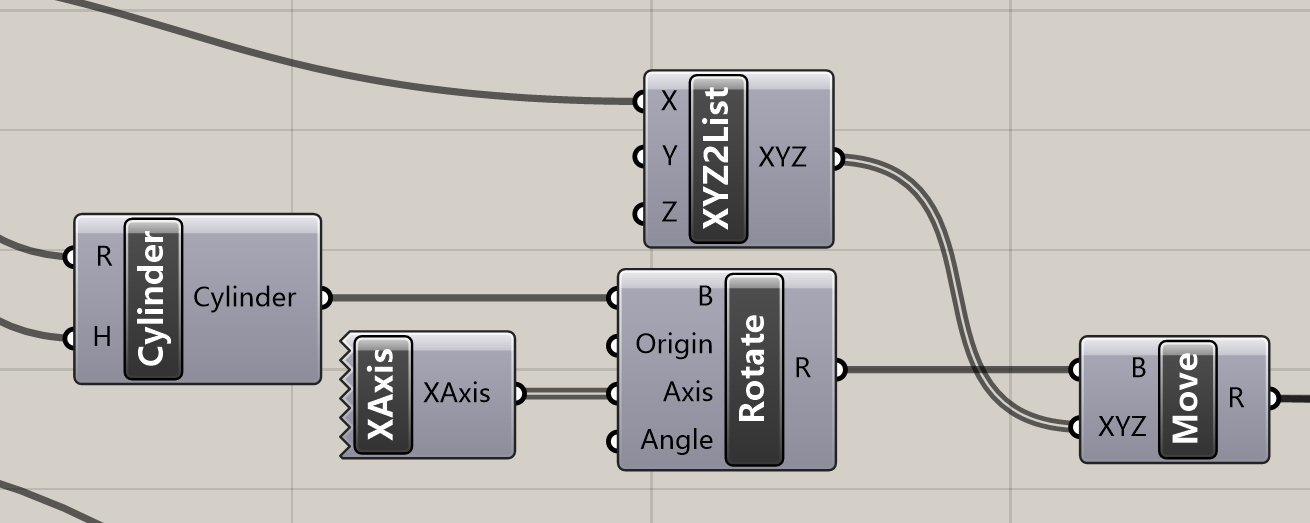 X
Y
Z
XYZ2List
XYZ
R
H
Cylinder
Cylinder
XAxis
XAxis
B
Origin
Axis
Angle
Rotate
R
B
XYZ
Move
R